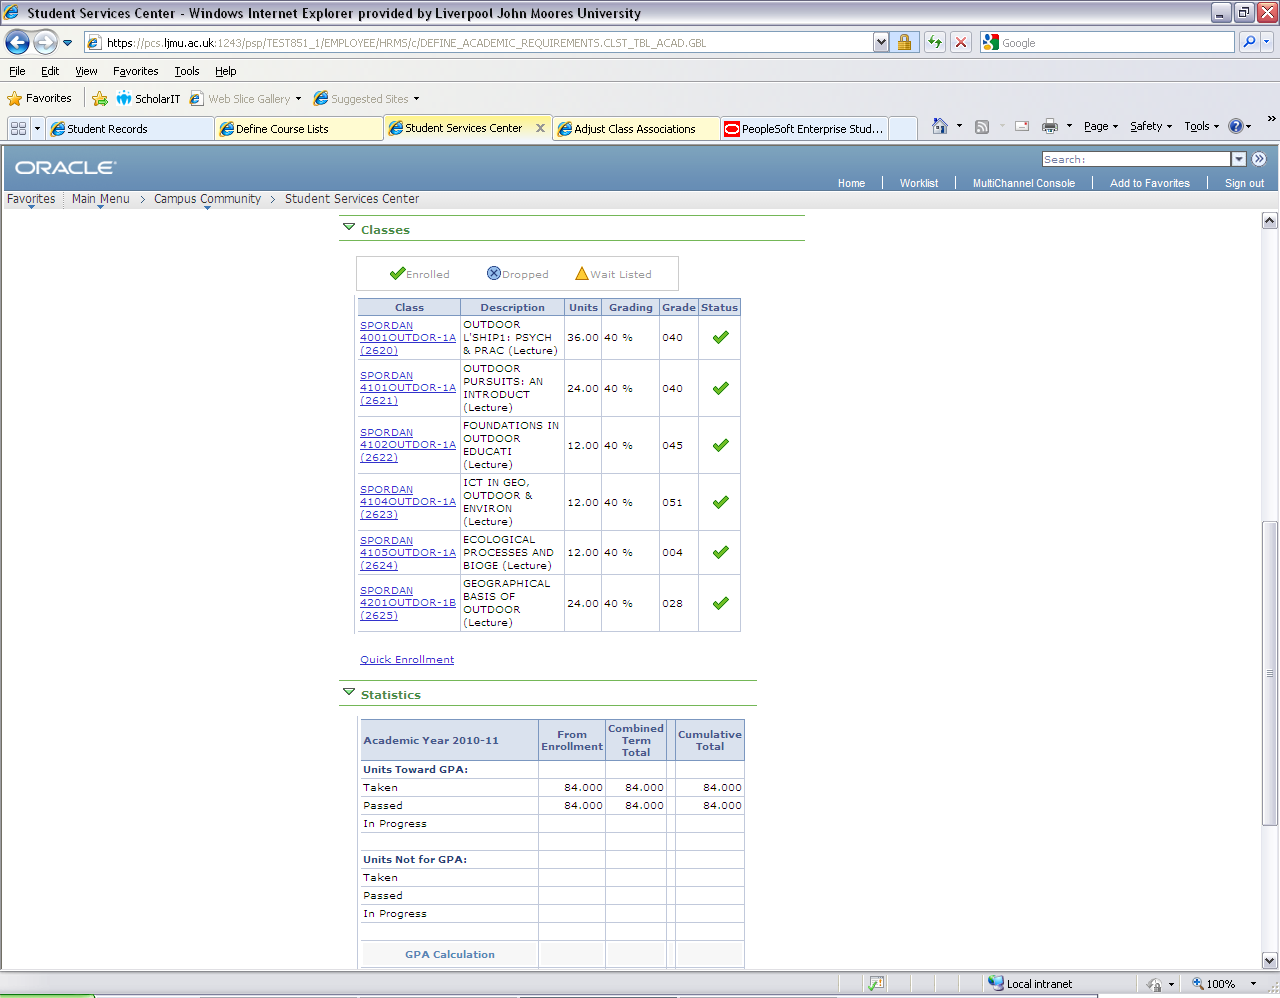 Student Services Center - Windows Internet Explorer provided by Liverpool John Moores University
https://pcs.ljmu.ac.uk:1243/psp/TEST851_1/EMPLOYEE/HRMS/c/DEFINE_ACADEMIC_REQUIREMENTS.CLST_TBL_ACAD.GBL
Google
File Edit View Favorites Tools Help
Favorites ScholarIT Web Slice Gallery Suggested Sites
Student Records Define Course Lists Student Services Center Adjust Class Associations PeopleSoft Enterprise Stud... Page Safety Tools
ORACLE
Search:
Home Worklist MultiChannel Console Add to Favorites Sign out
Favorites Main Menu > Campus Community > Student Services Center
Classes
Enrolled Dropped Wait Listed
Class Description Units Grading Grade Status
SPORDAN
4001OUTDOR-1A
(2620)
OUTDOOR
L'SHIP1: PSYCH
& PRAC (Lecture)
36.00 40 % 040
SPORDAN
4101OUTDOR-1A
(2621)
OUTDOOR
PURSUITS: AN
INTRODUCT
(Lecture)
24.00 40 % 040
SPORDAN
4102OUTDOR-1A
(2622)
FOUNDATIONS IN
OUTDOOR
EDUCATI
(Lecture)
12.00 40 % 045
SPORDAN
4104OUTDOR-1A
(2623)
ICT IN GEO,
OUTDOOR &
ENVIRON
(Lecture)
12.00 40 % 051
SPORDAN
4105OUTDOR-1A
(2624)
ECOLOGICAL
PROCESSES AND
BIOGE (Lecture)
12.00 40 % 004
SPORDAN
4201OUTDOR-1B
(2625)
GEOGRAPHICAL
BASIS OF
OUTDOOR
(Lecture)
24.00 40 % 028
Quick Enrollment
Statistics
Academic Year 2010-11
From
Enrollment
Combined
Term
Total
Cumulative
Total
Units Toward GPA:
Taken 84.000 84.000 84.000
Passed 84.000 84.000 84.000
In Progress
Units Not for GPA:
Taken
Passed
In Progress
GPA Calculation
Local intranet 100%